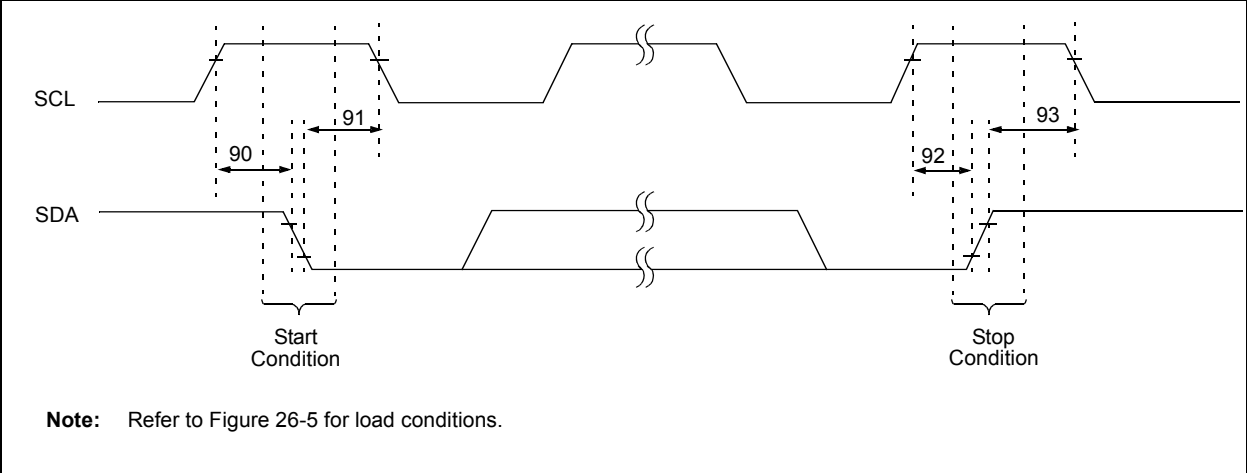 SCL
91
93
90
92
SDA
Start
Condition
Stop
Condition
Note: Refer to Figure 26-5 for load conditions.